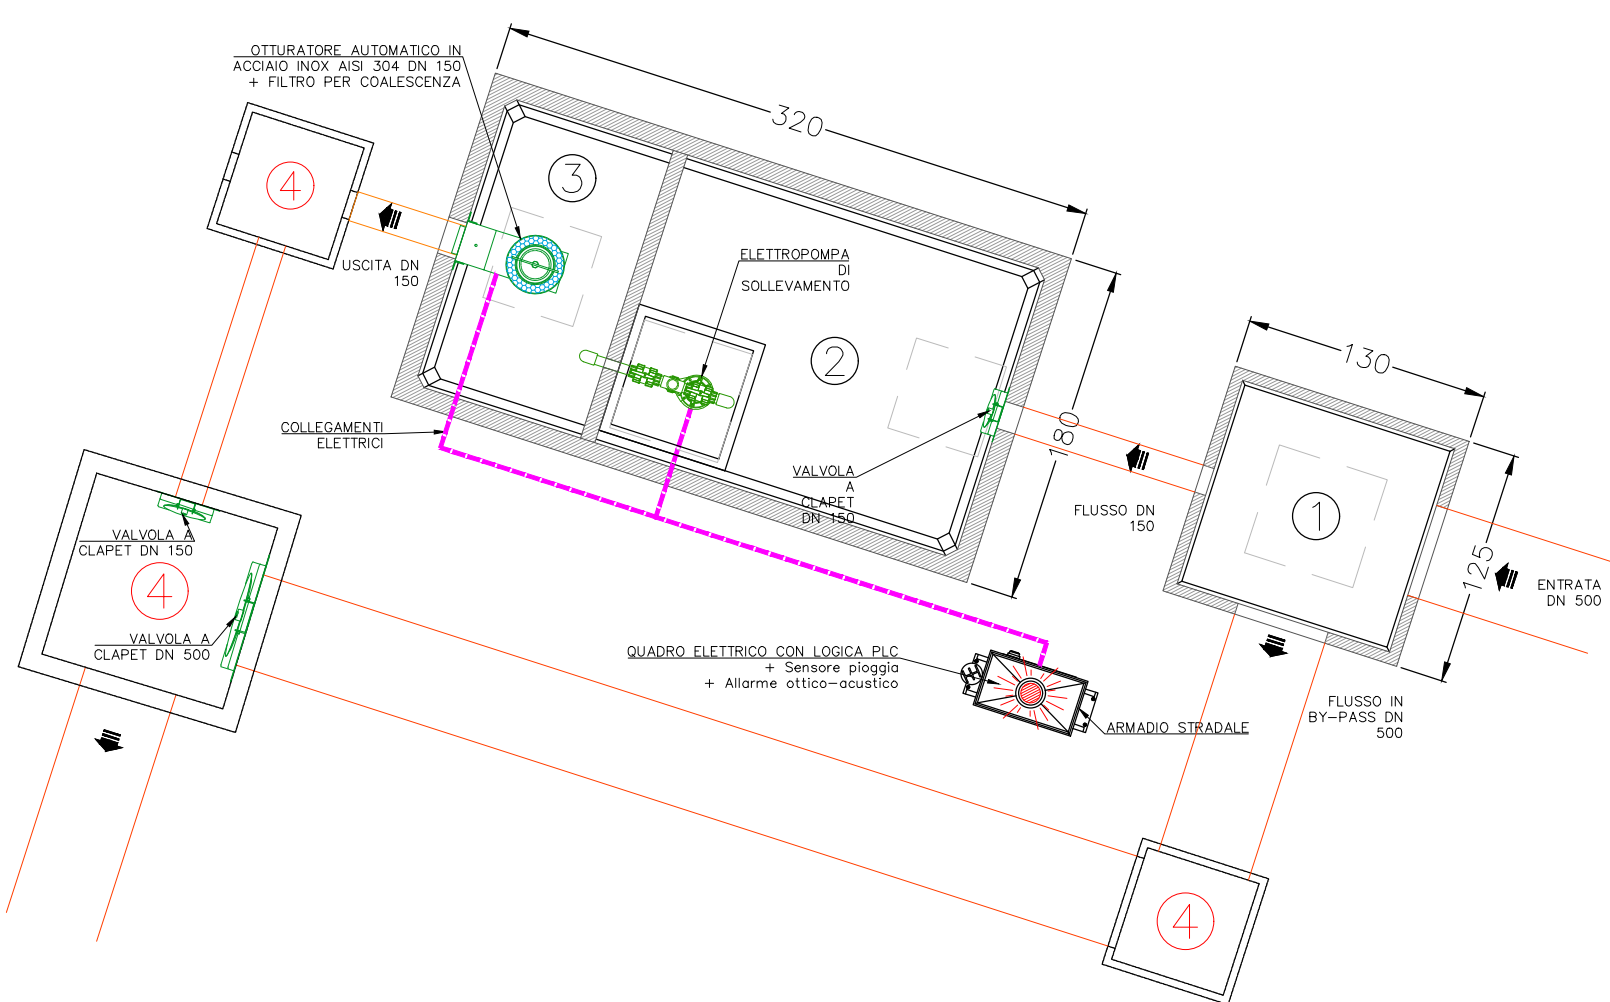 OTTURATORE AUTOMATICO IN
ACCIAIO INOX AISI 304 DN 150
+ FILTRO PER COALESCENZA
320
4
3
USCITA DN
150
ELETTROPOMPA
DI
SOLLEVAMENTO
2
130
COLLEGAMENTI
ELETTRICI
180
VALVOLA
A
CLAPET
DN 150
FLUSSO DN
150
1
125
ENTRATA
DN 500
VALVOLA A
CLAPET DN 150
4
VALVOLA A
CLAPET DN 500
QUADRO ELETTRICO CON LOGICA PLC
+ Sensore pioggia
+ Allarme ottico-acustico
ARMADIO STRADALE
FLUSSO IN
BY-PASS DN
500
4